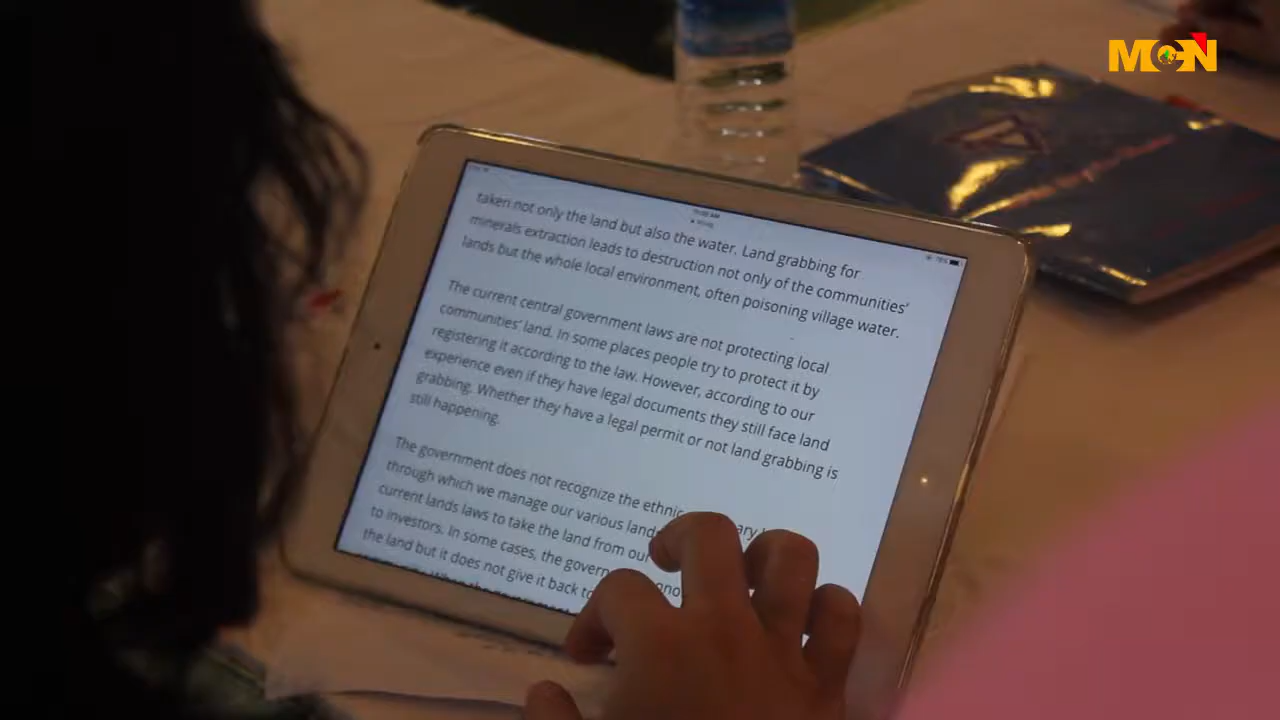 MGN
taken not only the land but also the water. Land grabbing for
minerals extraction leads to destruction not only of the communities'
lands but the whole local environment, often poisoning village water.
The current central government laws are not protecting local
communities' land. In some places people try to protect it by
registering it according to the law. However, according to our
experience even if they have legal documents they still face land
grabbing. Whether they have a legal permit or not land grabbing is
still happening.
The government does not recognize the ethnic
through which we manage our various land
current lands laws to take the land from our
to investors. In some cases, the govern
the land but it does not give it back to